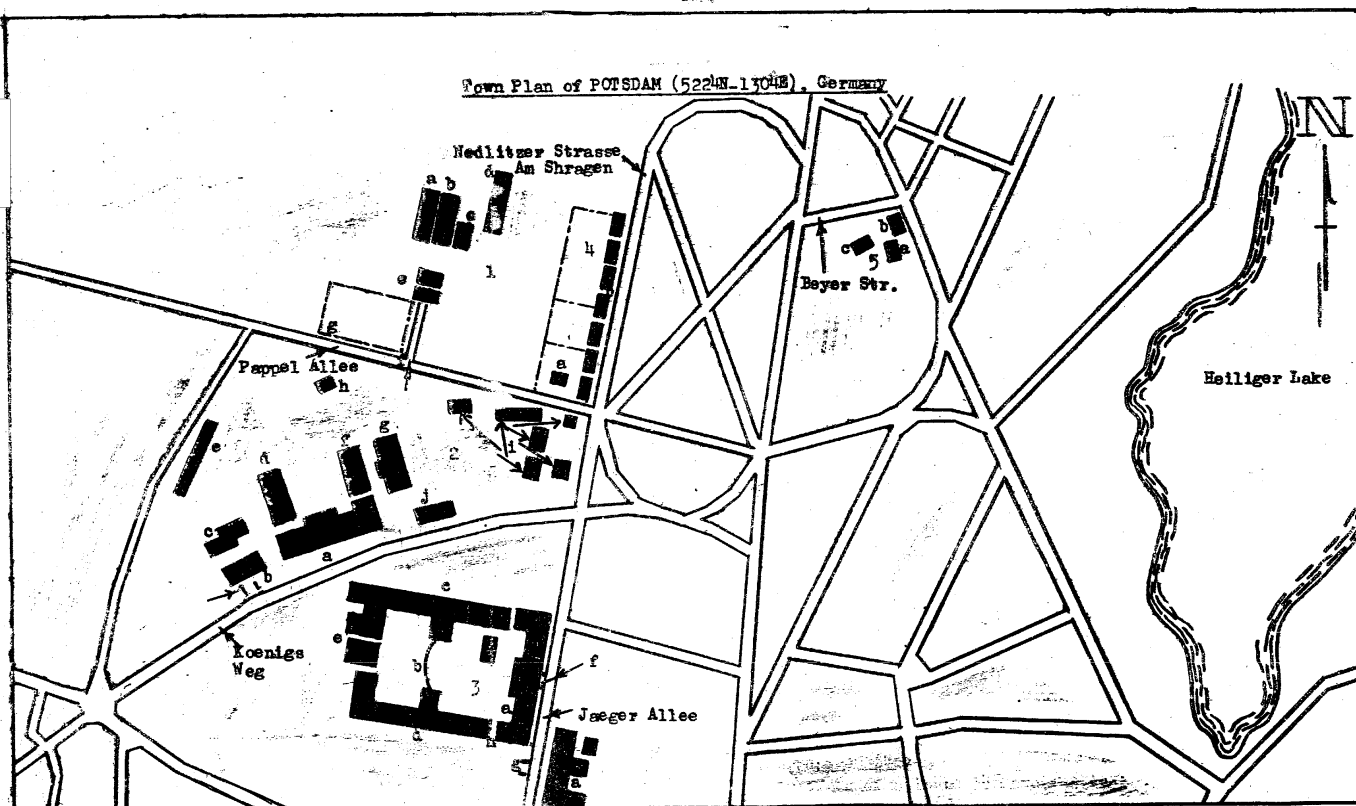 Town Plan of POTSDAM (5224N-1304E), Germany
N
Nedlitzer Strasse
Am Shragen
d
a b
c
1
e
4
b
c
a
5
Beyer Str.
g
Pappel Allee
h
a
Heiliger Lake
e
d
f
g
2
i
j
c
a
b
e
Koenigs
Weg
e
b
3
f
a
Jaeger Allee
d
a